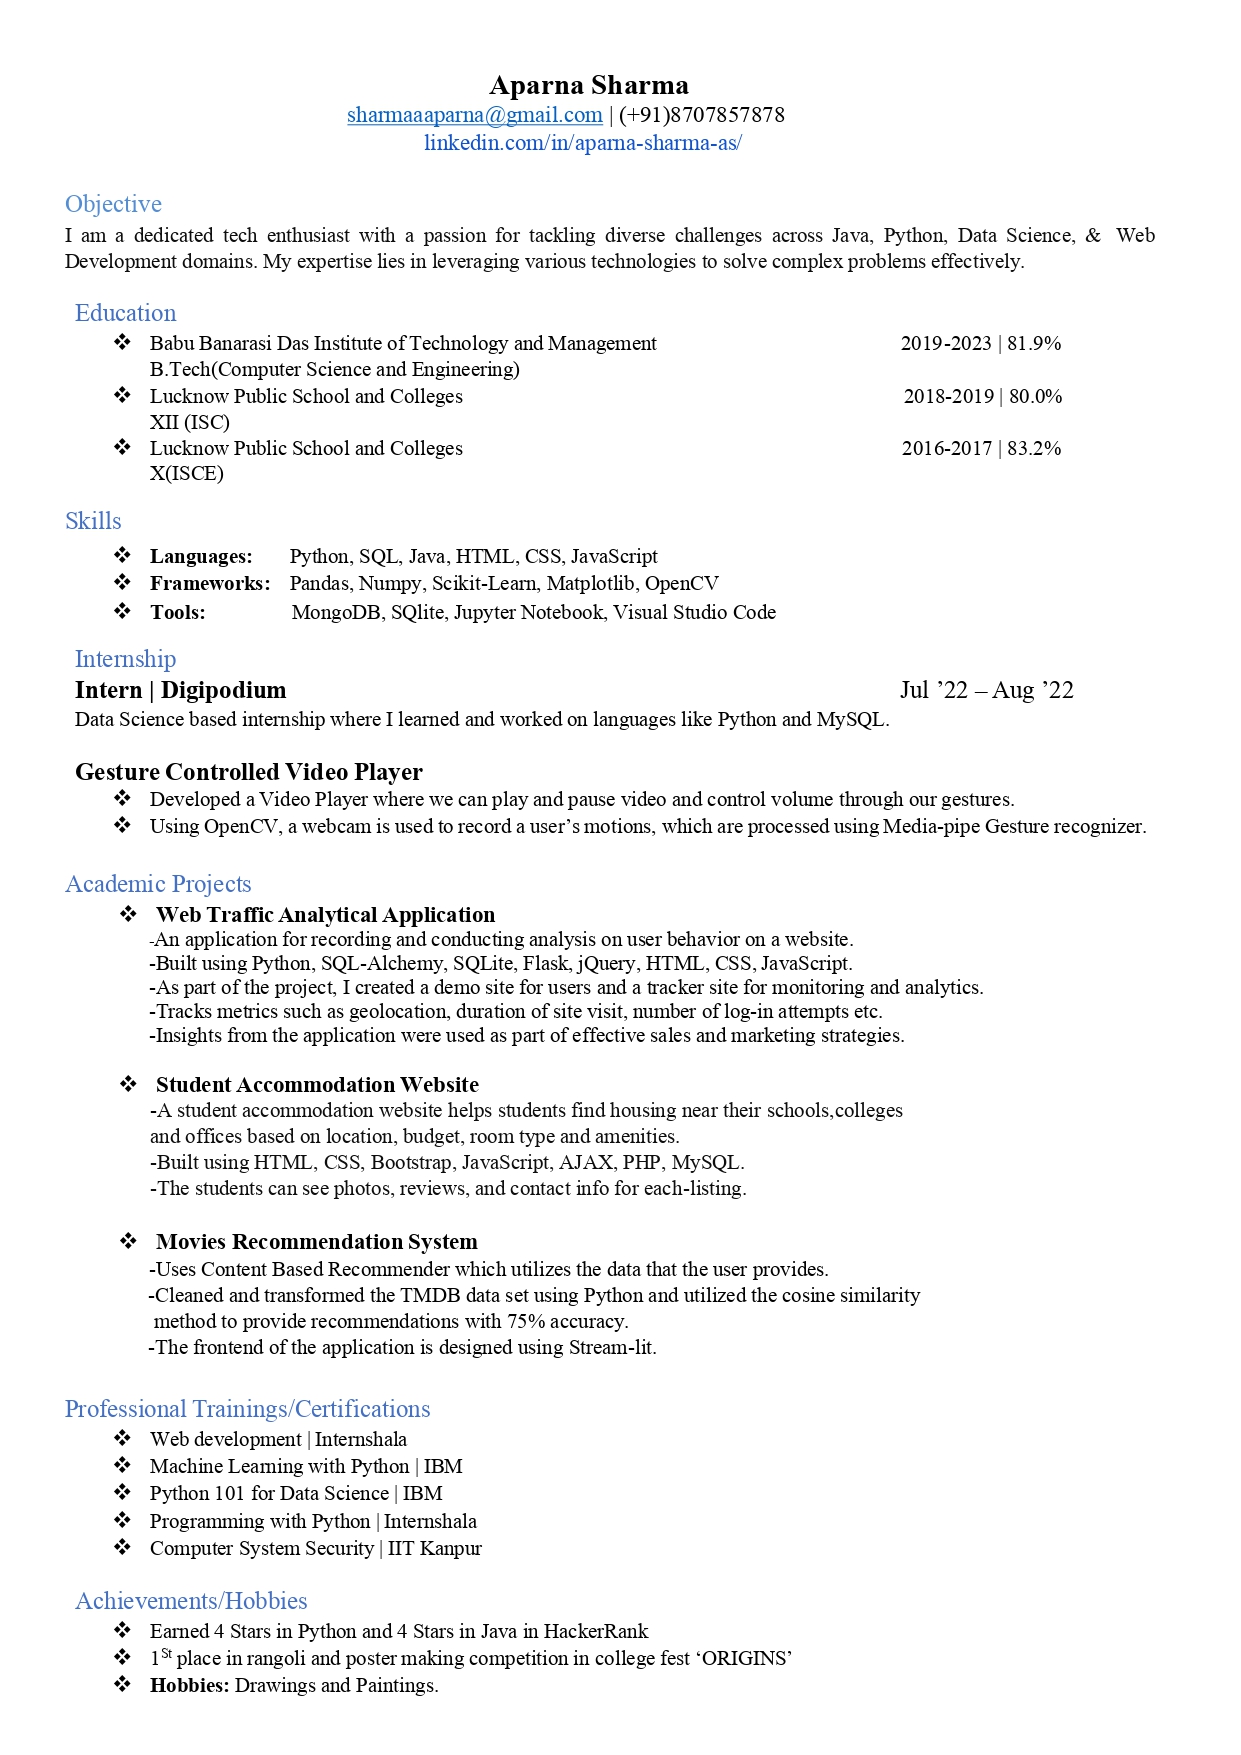 Aparna Sharma
sharmaaaparna@gmail.com | (+91)8707857878
linkedin.com/in/aparna-sharma-as/
Objective
I am a dedicated tech enthusiast with a passion for tackling diverse challenges across Java, Python, Data Science, & Web
Development domains. My expertise lies in leveraging various technologies to solve complex problems effectively.
Education
❖ Babu Banarasi Das Institute of Technology and Management 2019-2023 | 81.9%
B.Tech(Computer Science and Engineering)
❖ Lucknow Public School and Colleges 2018-2019 | 80.0%
XII (ISC)
❖ Lucknow Public School and Colleges 2016-2017 | 83.2%
X(ISCE)
Skills
❖ Languages: Python, SQL, Java, HTML, CSS, JavaScript
❖ Frameworks: Pandas, Numpy, Scikit-Learn, Matplotlib, OpenCV
❖ Tools: MongoDB, SQlite, Jupyter Notebook, Visual Studio Code
Internship
Intern | Digipodium Jul ’22 – Aug ’22
Data Science based internship where I learned and worked on languages like Python and MySQL.
Gesture Controlled Video Player
❖ Developed a Video Player where we can play and pause video and control volume through our gestures.
❖ Using OpenCV, a webcam is used to record a user’s motions, which are processed using Media-pipe Gesture recognizer.
Academic Projects
❖ Web Traffic Analytical Application
-An application for recording and conducting analysis on user behavior on a website.
-Built using Python, SQL-Alchemy, SQLite, Flask, jQuery, HTML, CSS, JavaScript.
-As part of the project, I created a demo site for users and a tracker site for monitoring and analytics.
-Tracks metrics such as geolocation, duration of site visit, number of log-in attempts etc.
-Insights from the application were used as part of effective sales and marketing strategies.
❖ Student Accommodation Website
-A student accommodation website helps students find housing near their schools,colleges
and offices based on location, budget, room type and amenities.
-Built using HTML, CSS, Bootstrap, JavaScript, AJAX, PHP, MySQL.
-The students can see photos, reviews, and contact info for each-listing.
❖ Movies Recommendation System
-Uses Content Based Recommender which utilizes the data that the user provides.
-Cleaned and transformed the TMDB data set using Python and utilized the cosine similarity
method to provide recommendations with 75% accuracy.
-The frontend of the application is designed using Stream-lit.
Professional Trainings/Certifications
❖ Web development | Internshala
❖ Machine Learning with Python | IBM
❖ Python 101 for Data Science | IBM
❖ Programming with Python | Internshala
❖ Computer System Security | IIT Kanpur
Achievements/Hobbies
❖ Earned 4 Stars in Python and 4 Stars in Java in HackerRank
❖ 1St place in rangoli and poster making competition in college fest ‘ORIGINS’
❖ Hobbies: Drawings and Paintings.